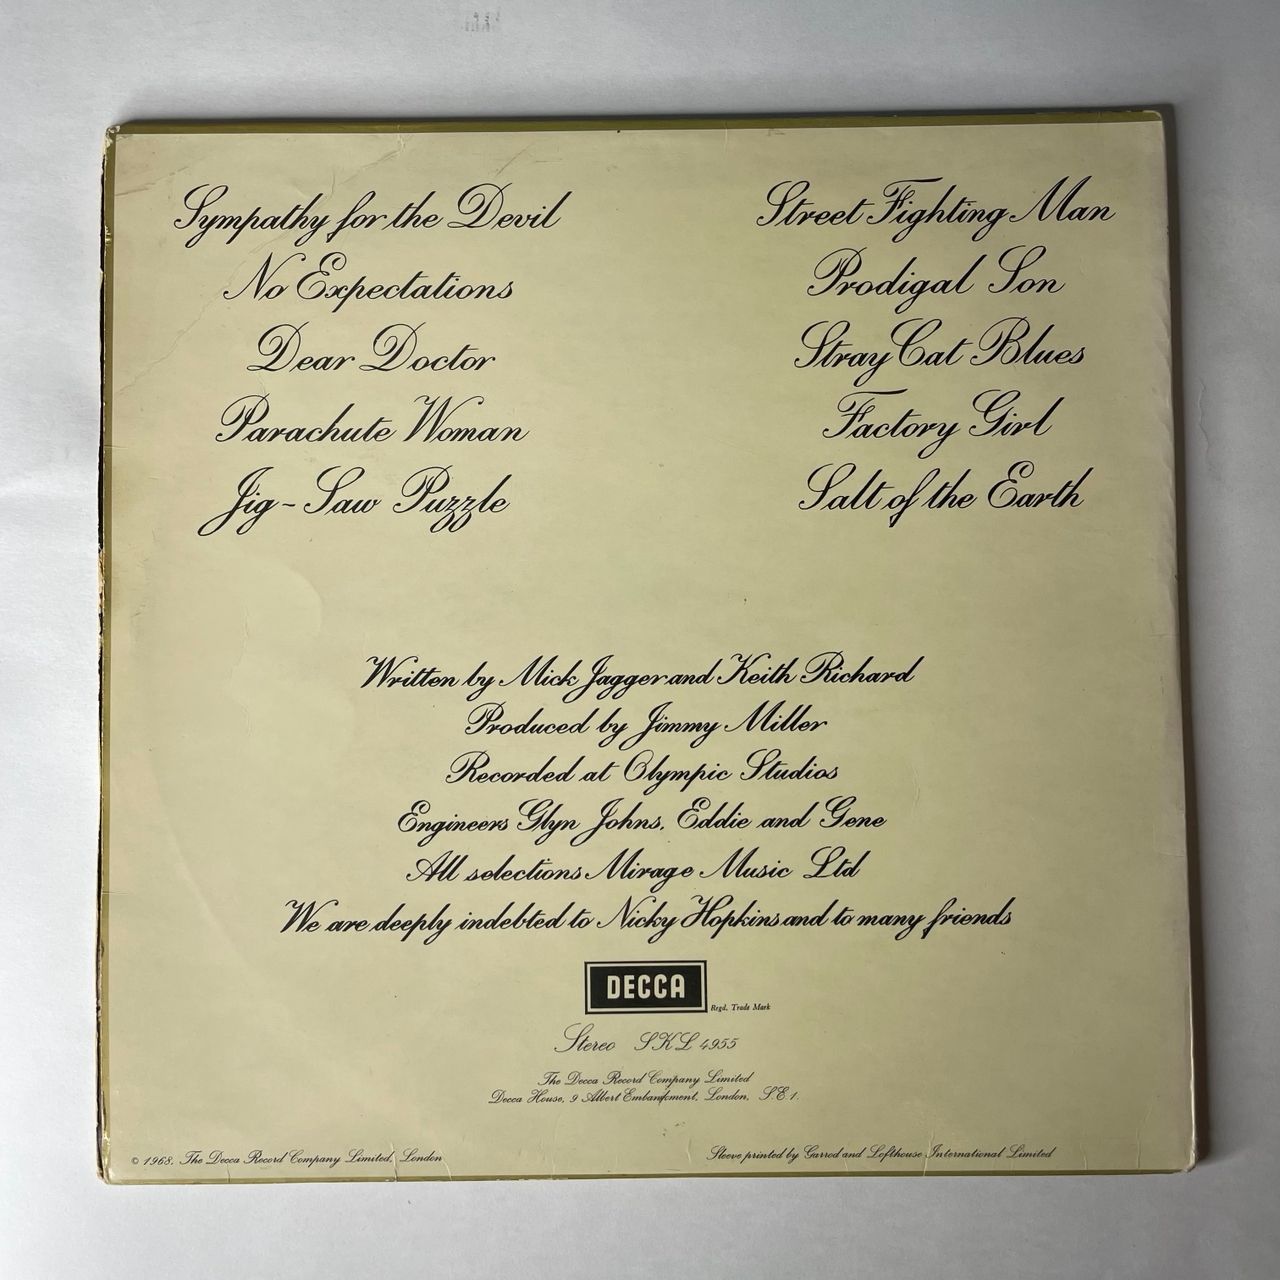 Sympathy for the Devil
No Expectations
Dear Doctor
Parachute Woman
Jig-Saw Puzzle
Street Fighting Man
Prodigal Son
Stray Cat Blues
Factory Girl
Salt of the Earth
Written by Mick Jagger and Keith Richard
Produced by Jimmy Miller
Recorded at Olympic Studios
Engineers Glyn Johns, Eddie and Gene
All selections Mirage Music Ltd
We are deeply indebted to Nicky Hopkins and to many friends
DECCA
Regd. Trade Mark
Stereo SKL 4955
The Decca Record Company Limited
Decca House, 9 Albert Embankment, London, S.E.1.
© 1968, The Decca Record Company Limited, London
Sleeve printed by Garrod and Lofthouse International Limited